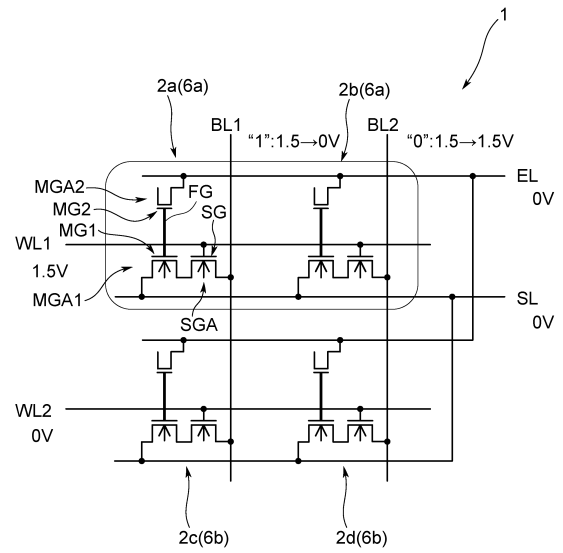 1
2a(6a)
2b(6a)
BL1
"1":1.5→0V
BL2
"0":1.5→1.5V
EL
0V
MGA2
FG
MG2
SG
MG1
WL1
1.5V
MGA1
SGA
SL
0V
WL2
0V
2c(6b)
2d(6b)